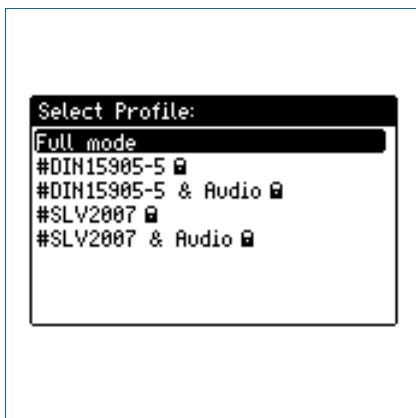 Select Profile:
Full mode
#DIN15905-5
#DIN15905-5 & Audio
#SLV2007
#SLV2007 & Audio